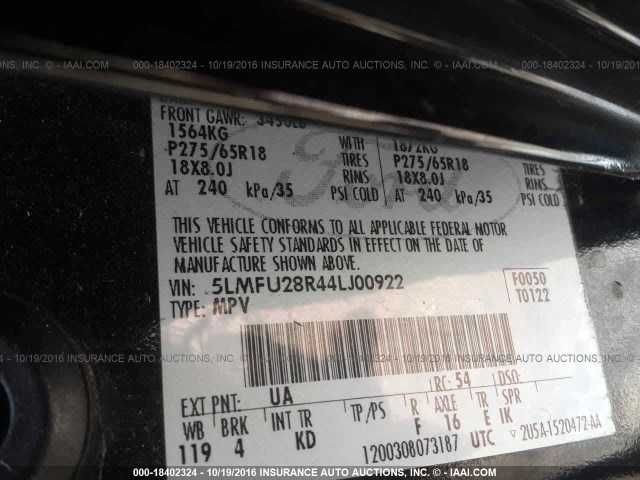 000-18402324 - 10/19/2016 INSURANCE AUTO AUCTIONS, INC. - © IAAI.COM
000-18402324 - 10/19/2016 INSURANCE AUTO AUCTIONS, INC. - © IAAI.COM
FRONT GAWR: 3450LB
1564KG WITH 1872KG WITH
P275/65R18 TIRES P275/65R18 TIRES
18X8.0J RIMS 18X8.0J RIMS
AT 240 kPa/35 PSI COLD AT 240 kPa/35 PSI COLD
Ford
THIS VEHICLE CONFORMS TO ALL APPLICABLE FEDERAL MOTOR
VEHICLE SAFETY STANDARDS IN EFFECT ON THE DATE OF
MANUFACTURE SHOWN ABOVE.
VIN: 5LMFU28R44LJ00922 F0050
TYPE: MPV T0122
EXT PNT: UA RC: 54 DSO:
WB BRK INT TR TP/PS R AXLE TR SPR
119 4 KD F 16 E IK
1200308073187 UTC 2U5A-1520472-AA
000-18402324 - 10/19/2016 INSURANCE AUTO AUCTIONS, INC. - © IAAI.COM
000-18402324 - 10/19/2016 INSURANCE AUTO AUCTIONS, INC. - © IAAI.COM